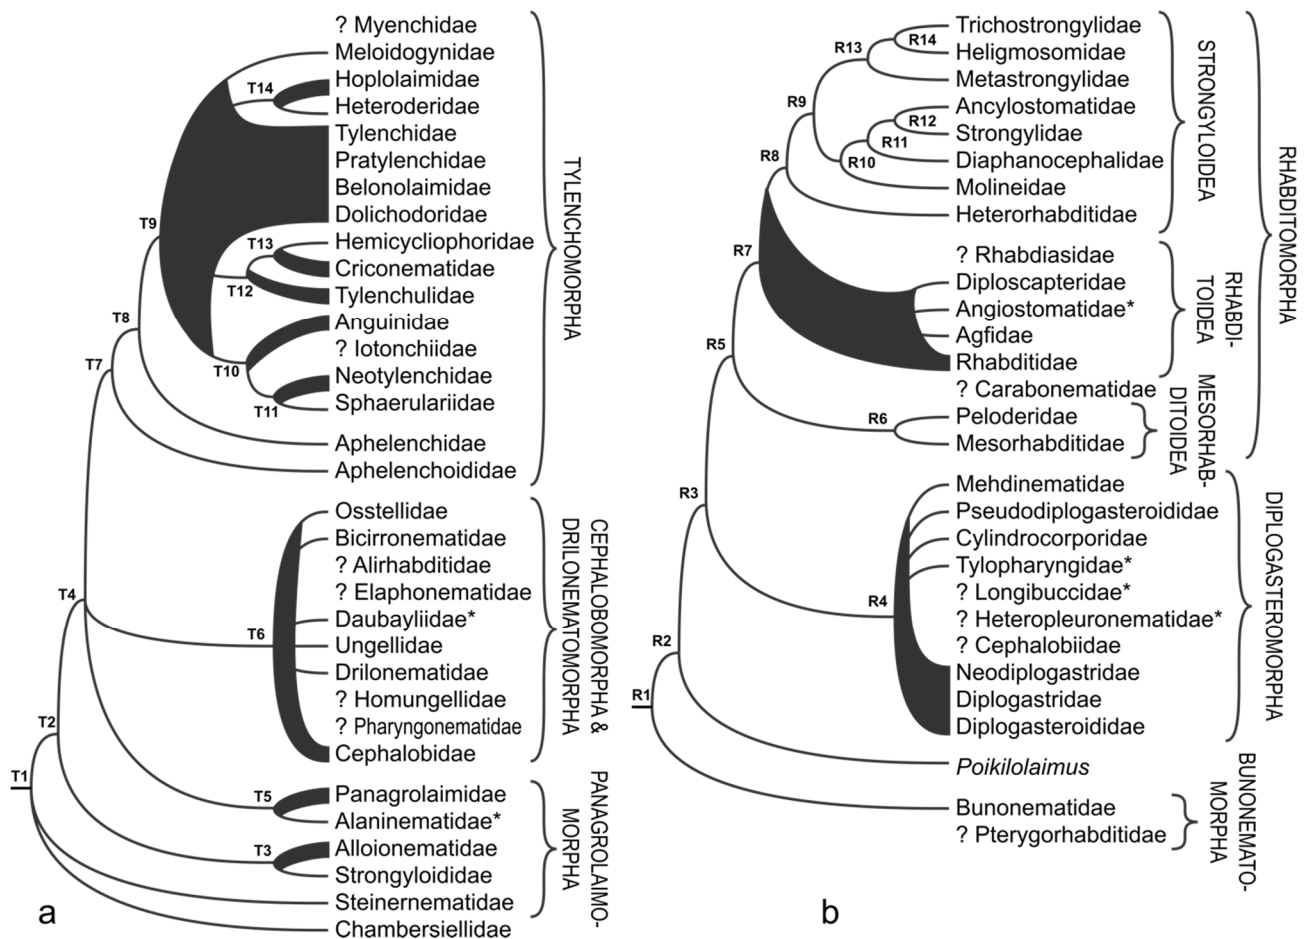 ? Myenchidae
Meloidogynidae
Hoplolaimidae
Heteroderidae
Tylenchidae
Pratylenchidae
Belonolaimidae
Dolichodoridae
Hemicycliophoridae
Criconematidae
Tylenchulidae
Anguinidae
? Iotonchiidae
Neotylenchidae
Sphaerulariidae
Aphelenchidae
Aphelenchoididae
Osstellidae
Bicirronematidae
? Alirhabditidae
? Elaphonematidae
Daubayliidae*
Ungellidae
Drilonematidae
? Homungellidae
? Pharyngonematidae
Cephalobidae
Panagrolaimidae
Alaninematidae*
Alloionematidae
Strongyloididae
Steinernematidae
Chambersiellidae
T14
T9
T13
T12
T8
T7
T10
T11
T4
T6
T2
T1
T5
T3
TYLENCHOMORPHA
CEPHALOBOMORPHA &
DRILONEMATOMORPHA
PANAGROLAIMO-
MORPHA
a
Trichostrongylidae
Heligmosomidae
Metastrongylidae
Ancylostomatidae
Strongylidae
Diaphanocephalidae
Molineidae
Heterorhabditidae
? Rhabdiasidae
Diploscapteridae
Angiostomatidae*
Agfidae
Rhabditidae
? Carabonematidae
Peloderidae
Mesorhabditidae
Mehdinematidae
Pseudodiplogasteroididae
Cylindrocorporidae
Tylopharyngidae*
? Longibuccidae*
? Heteropleuronematidae*
? Cephalobiidae
Neodiplogastridae
Diplogastridae
Diplogasteroididae
Poikilolaimus
Bunonematidae
? Pterygorhabditidae
R13
R14
R9
R12
R11
R10
R8
R7
R5
R6
R3
R4
R2
R1
STRONGYLOIDEA
RHABDI-
TOIDEA
MESORHAB-
DITOIDEA
RHABDITOMORPHA
DIPLOGASTEROMORPHA
BUNONEMATO-
MORPHA
b